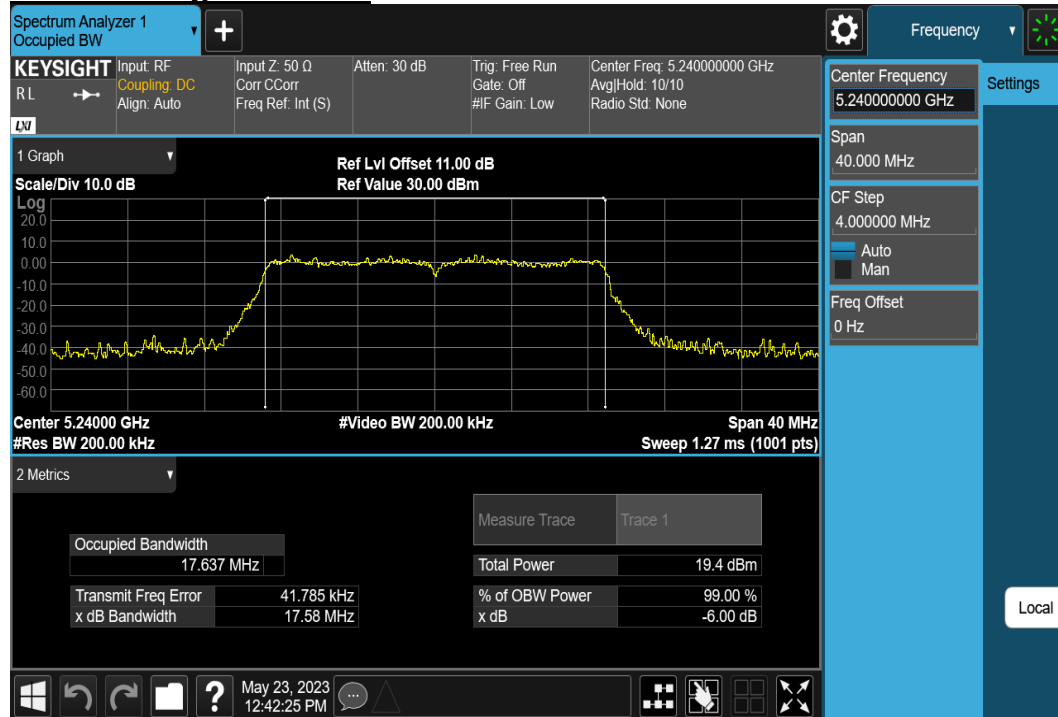 Spectrum Analyzer 1
Occupied BW
+
Frequency
KEYSIGHT
R L
LXI
Input: RF
Coupling: DC
Align: Auto
Input Z: 50 Ω
Corr CCorr
Freq Ref: Int (S)
Atten: 30 dB
Trig: Free Run
Gate: Off
#IF Gain: Low
Center Freq: 5.240000000 GHz
Avg|Hold: 10/10
Radio Std: None
Center Frequency
5.240000000 GHz
Settings
Span
40.000 MHz
CF Step
4.000000 MHz
Auto
Man
Freq Offset
0 Hz
1 Graph
Scale/Div 10.0 dB
Ref Lvl Offset 11.00 dB
Ref Value 30.00 dBm
Log
20.0
10.0
0.00
-10.0
-20.0
-30.0
-40.0
-50.0
-60.0
Center 5.24000 GHz
#Video BW 200.00 kHz
Span 40 MHz
#Res BW 200.00 kHz
Sweep 1.27 ms (1001 pts)
2 Metrics
Measure Trace Trace 1
Occupied Bandwidth
17.637 MHz
Total Power 19.4 dBm
Transmit Freq Error 41.785 kHz
% of OBW Power 99.00 %
x dB Bandwidth 17.58 MHz
x dB -6.00 dB
Local
?
May 23, 2023
12:42:25 PM